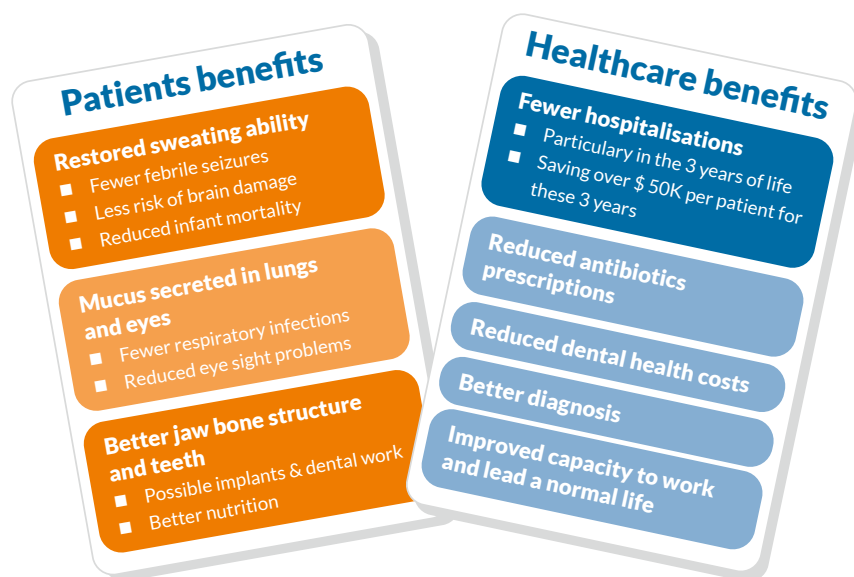 Patients benefits
Restored sweating ability
Fewer febrile seizures
Less risk of brain damage
Reduced infant mortality
Mucus secreted in lungs
and eyes
Fewer respiratory infections
Reduced eye sight problems
Better jaw bone structure
and teeth
Possible implants & dental work
Better nutrition
Healthcare benefits
Fewer hospitalisations
Particulary in the 3 years of life
Saving over $ 50K per patient for
these 3 years
Reduced antibiotics
prescriptions
Reduced dental health costs
Better diagnosis
Improved capacity to work
and lead a normal life